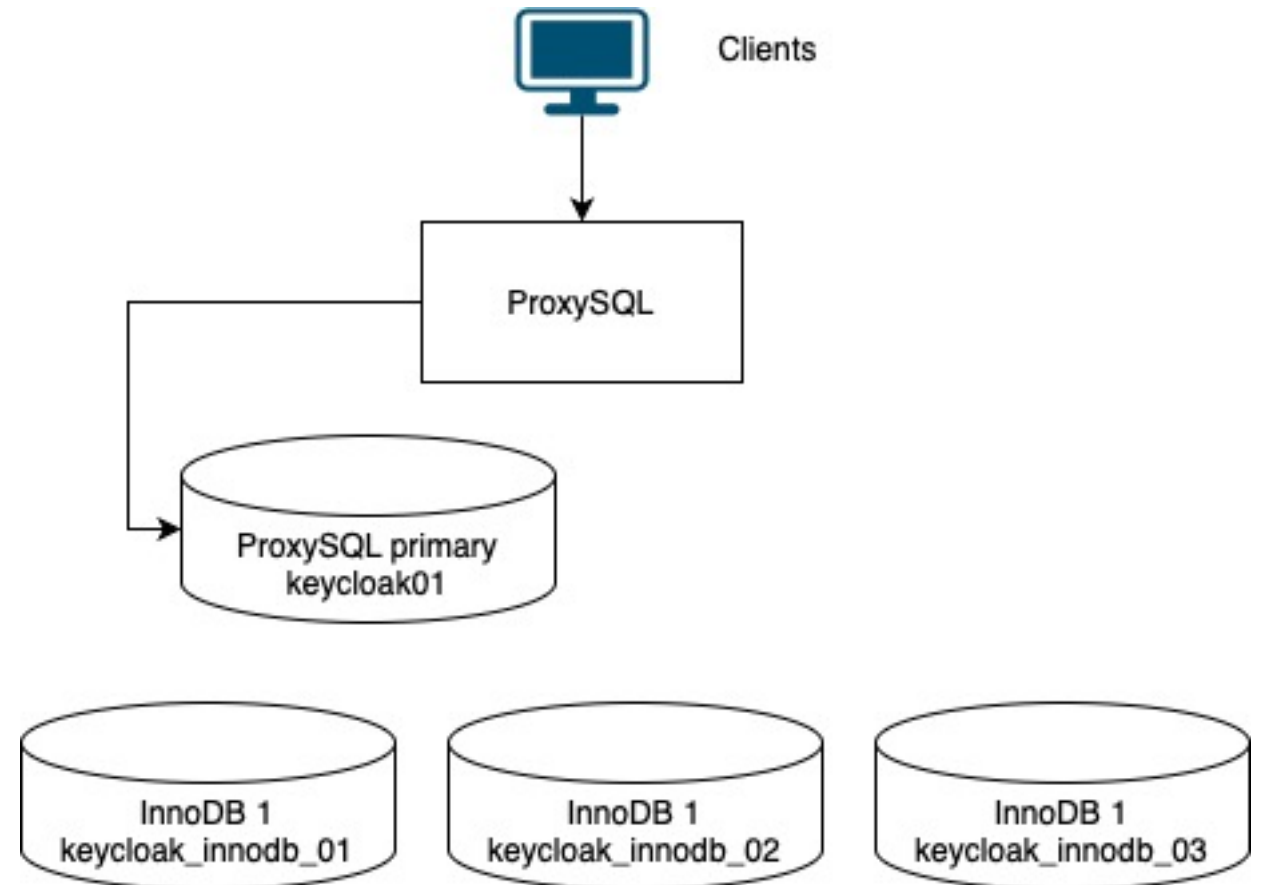 Clients
ProxySQL
ProxySQL primary
keycloak01
InnoDB 1
keycloak_innodb_01
InnoDB 1
keycloak_innodb_02
InnoDB 1
keycloak_innodb_03